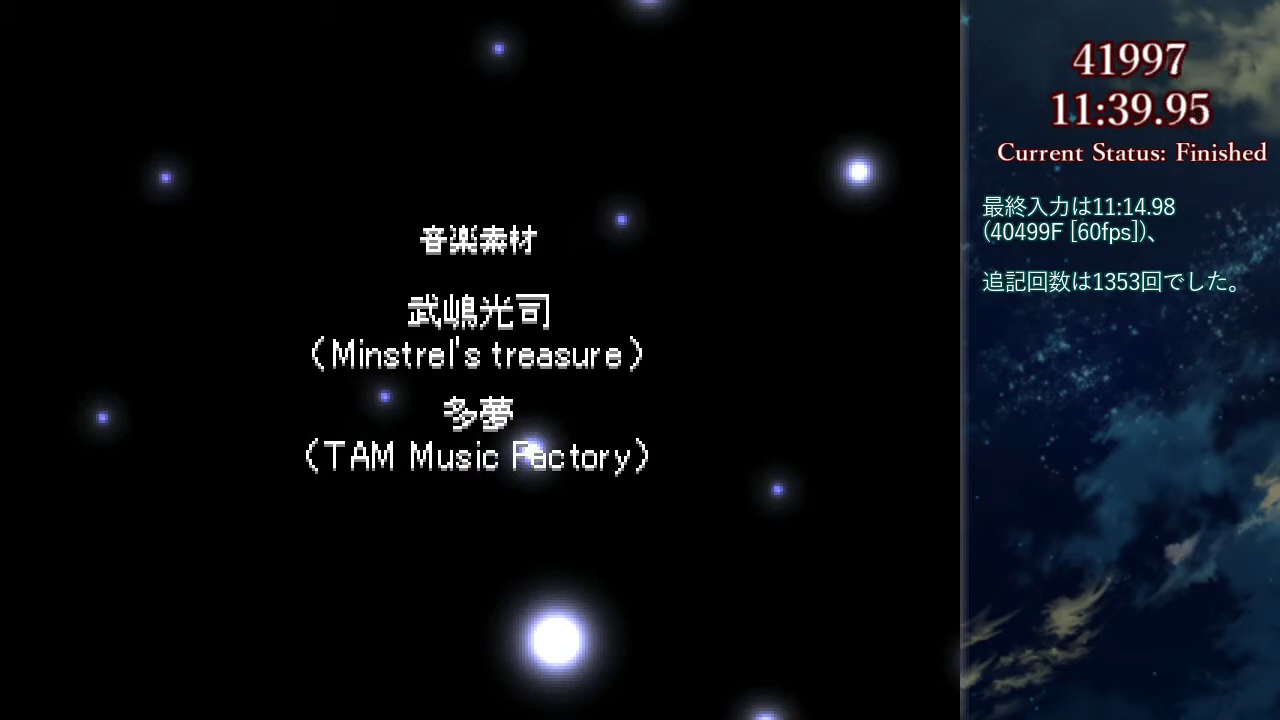 音楽素材
武嶋光司
（Minstrel's treasure）
多夢
（TAM Music Factory）
41997
11:39.95
Current Status: Finished
最終入力は11:14.98
(40499F [60fps])、
追記回数は1353回でした。